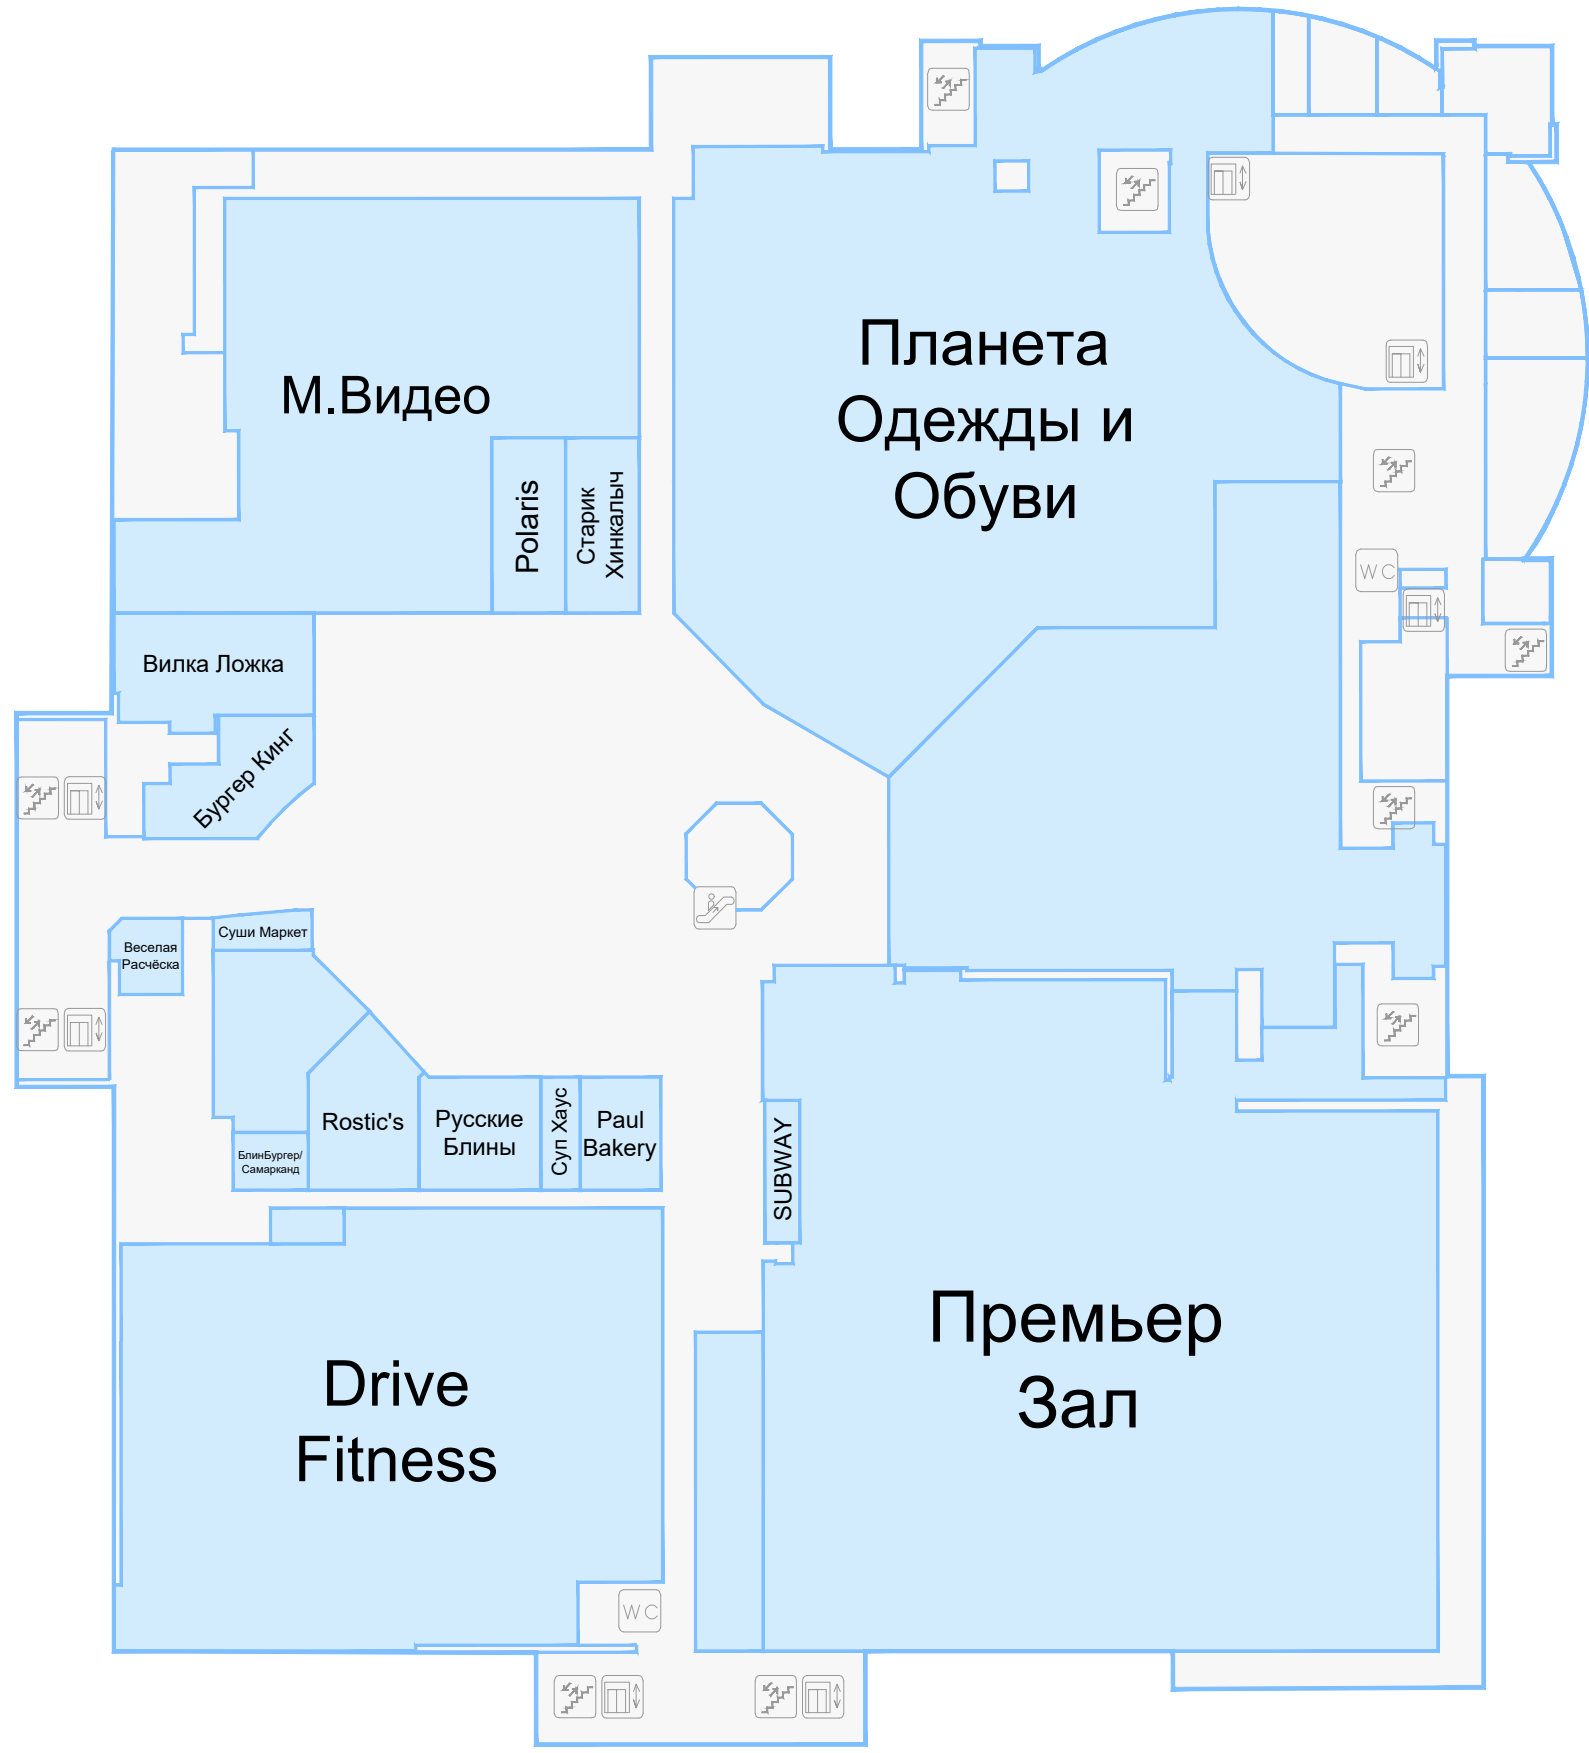 Планета
Одежды и
Обуви
М.Видео
Polaris
Старик
Хинкалыч
WC
Вилка Ложка
Бургер Кинг
Суши Маркет
Веселая
Расчёска
Rostic's
Русские
Блины
Суп Хаус
Paul
Bakery
БлинБургер/
Самарканд
SUBWAY
Премьер
Зал
Drive
Fitness
WC